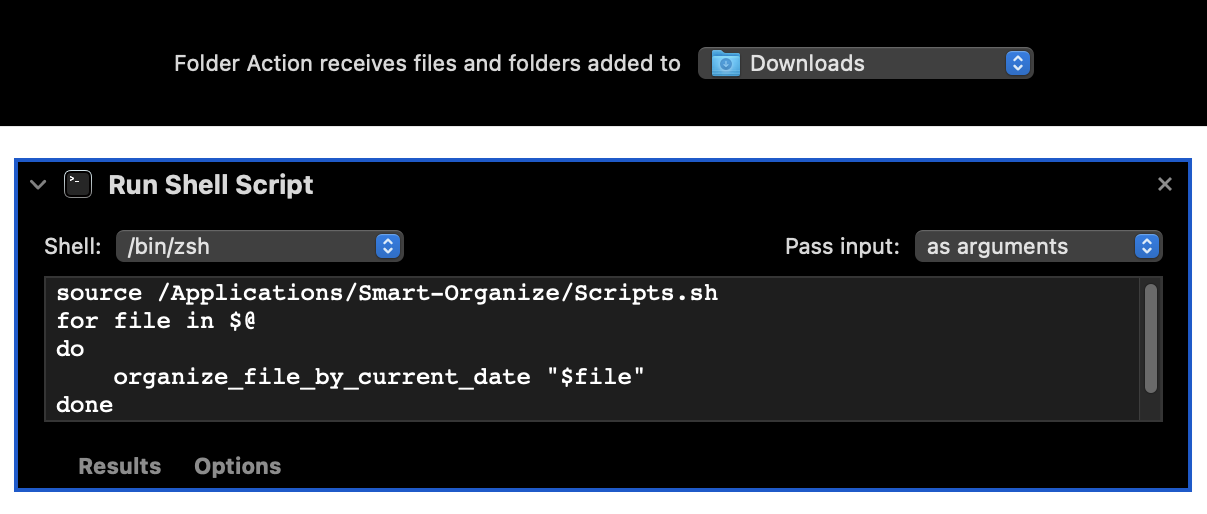 Folder Action receives files and folders added to Downloads
Run Shell Script
Shell: /bin/zsh Pass input: as arguments
source /Applications/Smart-Organize/Scripts.sh
for file in $@
do
    organize_file_by_current_date "$file"
done
Results Options